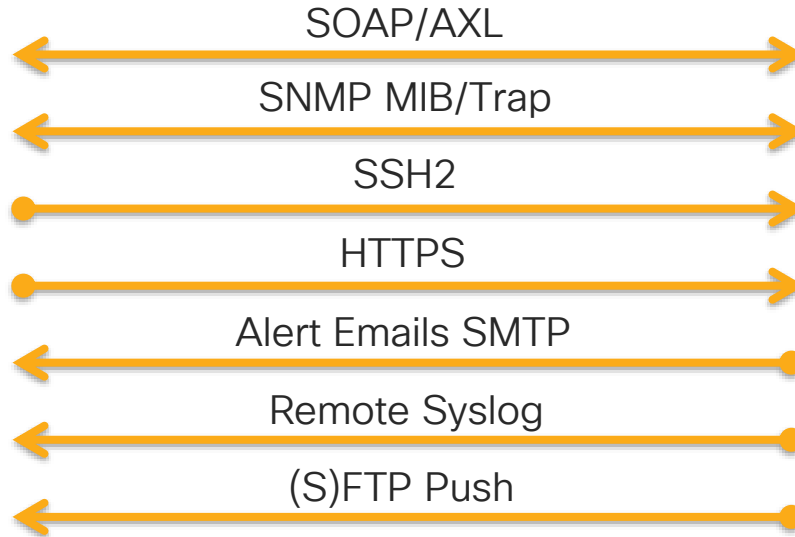 SOAP/AXL
SNMP MIB/Trap
SSH2
HTTPS
Alert Emails SMTP
Remote Syslog
(S)FTP Push